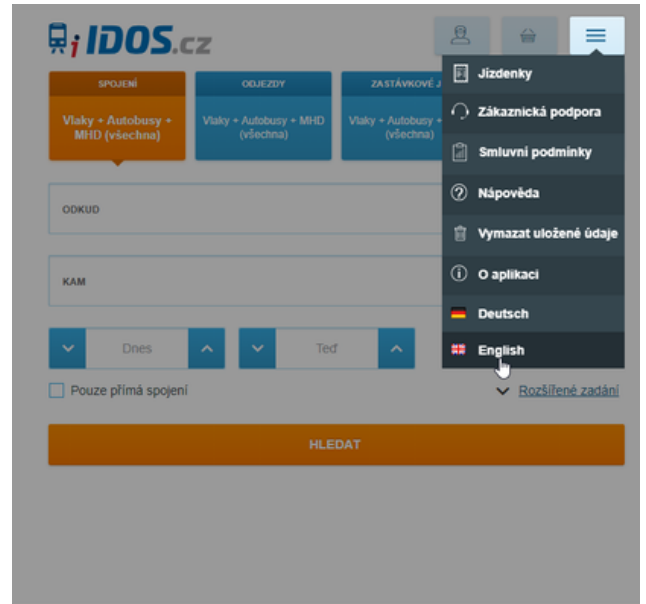 IDOS.cz
SPOJENÍ
Vlaky + Autobusy +
MHD (všechna)
ODJEZDY
Vlaky + Autobusy + MHD
(všechna)
ZASTÁVKOVÉ J
Vlaky + Autobusy +
(všechna)
Jízdenky
Zákaznická podpora
Smluvní podmínky
Nápověda
Vymazat uložené údaje
O aplikaci
Deutsch
English
ODKUD
KAM
Dnes
Teď
Pouze přímá spojení
Rozšířené zadání
HLEDAT